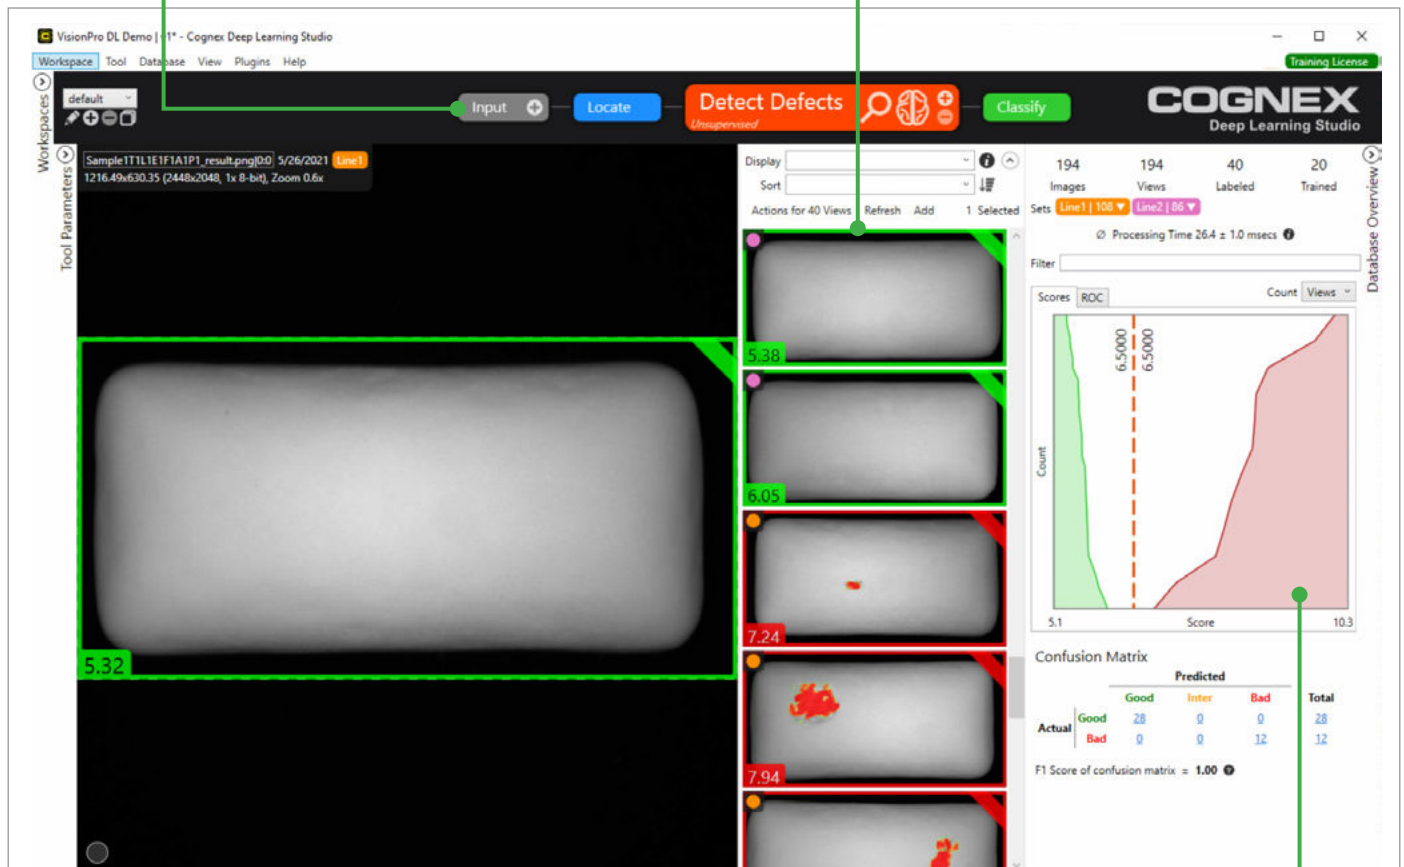 VisionPro DL Demo | v1* - Cognex Deep Learning Studio
Workspace Tool Database View Plugins Help
Training License
Workspaces
default
Input
Locate
Detect Defects
Unsupervised
Classify
COGNEX
Deep Learning Studio
Tool Parameters
Sample1T1L1E1F1A1P1_result.png|0:0 5/26/2021 Line1
1216.49x630.35 (2448x2048, 1x 8-bit), Zoom 0.6x
5.32
Display
Sort
Actions for 40 Views Refresh Add 1 Selected
5.38
6.05
7.24
7.94
194 194 40 20
Images Views Labeled Trained
Sets Line1 | 108 Line2 | 86
Ø Processing Time 26.4 ± 1.0 msecs
Filter
Database Overview
Scores ROC
Count Views
6.5000
6.5000
Count
5.1 Score 10.3
Confusion Matrix
Predicted
Good Inter Bad Total
Actual
Good 28 0 0 28
Bad 0 0 12 12
F1 Score of confusion matrix = 1.00